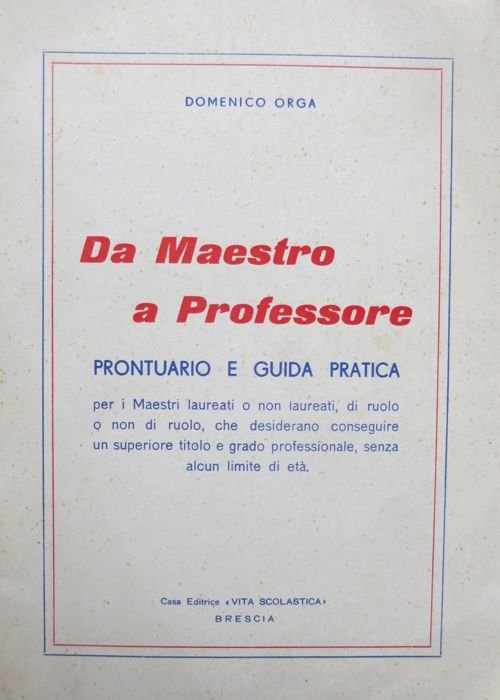 DOMENICO ORGA
Da Maestro
a Professore
PRONTUARIO E GUIDA PRATICA
per i Maestri laureati o non laureati, di ruolo
o non di ruolo, che desiderano conseguire
un superiore titolo e grado professionale, senza
alcun limite di età.
Casa Editrice «VITA SCOLASTICA»
BRESCIA